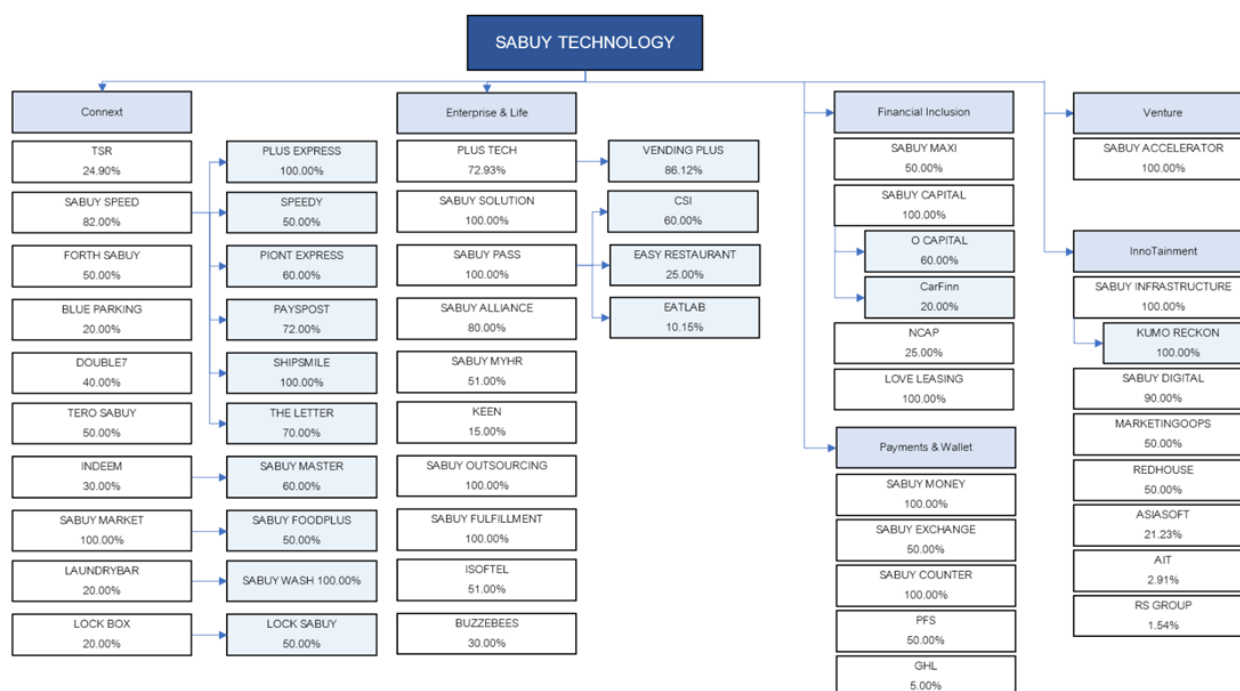 SABUY TECHNOLOGY
Connext
TSR
24.90%
SABUY SPEED
82.00%
FORTH SABUY
50.00%
BLUE PARKING
20.00%
DOUBLE7
40.00%
TERO SABUY
50.00%
INDEEM
30.00%
SABUY MARKET
100.00%
LAUNDRYBAR
20.00%
LOCK BOX
20.00%
PLUS EXPRESS
100.00%
SPEEDY
50.00%
PIONT EXPRESS
60.00%
PAYSPOST
72.00%
SHIPSMILE
100.00%
THE LETTER
70.00%
SABUY MASTER
60.00%
SABUY FOODPLUS
50.00%
SABUY WASH 100.00%
LOCK SABUY
50.00%
Enterprise & Life
PLUS TECH
72.93%
SABUY SOLUTION
100.00%
SABUY PASS
100.00%
SABUY ALLIANCE
80.00%
SABUY MYHR
51.00%
KEEN
15.00%
SABUY OUTSOURCING
100.00%
SABUY FULFILLMENT
100.00%
ISOFTEL
51.00%
BUZZEBEES
30.00%
VENDING PLUS
86.12%
CSI
60.00%
EASY RESTAURANT
25.00%
EATLAB
10.15%
Financial Inclusion
SABUY MAXI
50.00%
SABUY CAPITAL
100.00%
O CAPITAL
60.00%
CarFinn
20.00%
NCAP
25.00%
LOVE LEASING
100.00%
Payments & Wallet
SABUY MONEY
100.00%
SABUY EXCHANGE
50.00%
SABUY COUNTER
100.00%
PFS
50.00%
GHL
5.00%
Venture
SABUY ACCELERATOR
100.00%
InnoTainment
SABUY INFRASTRUCTURE
100.00%
KUMO RECKON
100.00%
SABUY DIGITAL
90.00%
MARKETINGOOPS
50.00%
REDHOUSE
50.00%
ASIASOFT
21.23%
AIT
2.91%
RS GROUP
1.54%